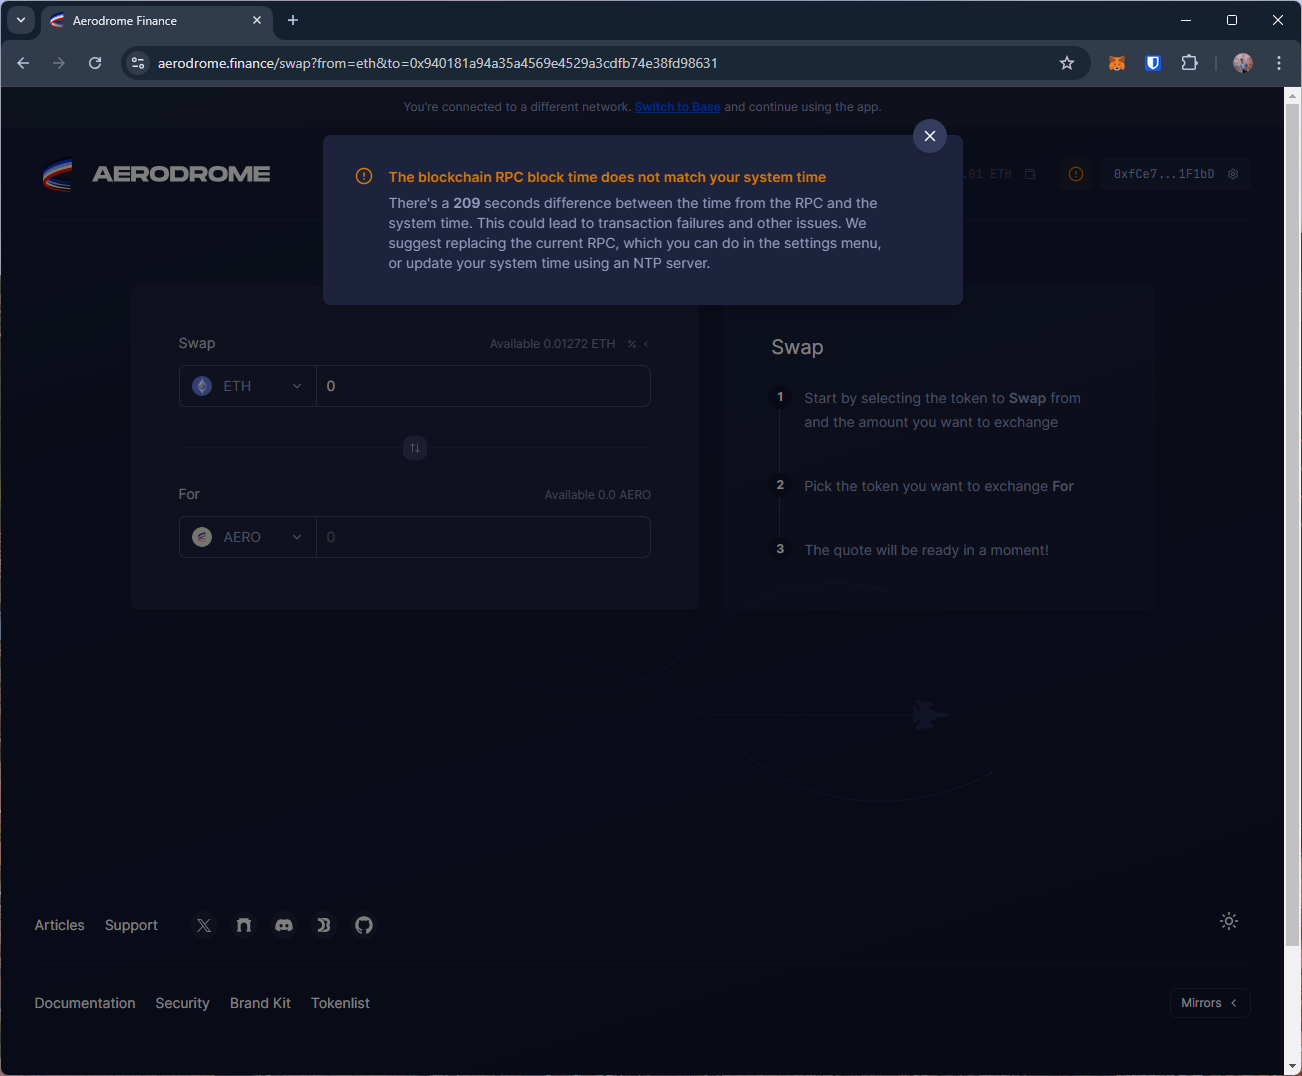 Aerodrome Finance
aerodrome.finance/swap?from=eth&to=0x940181a94a35a4569e4529a3cdfb74e38fd98631
You're connected to a different network. Switch to Base and continue using the app.
AERODROME
.01 ETH
0xfCe7...1F1bD
The blockchain RPC block time does not match your system time
There's a 209 seconds difference between the time from the RPC and the
system time. This could lead to transaction failures and other issues. We
suggest replacing the current RPC, which you can do in the settings menu,
or update your system time using an NTP server.
Swap
Available 0.01272 ETH
ETH
0
For
Available 0.0 AERO
AERO
0
Swap
1
Start by selecting the token to Swap from
and the amount you want to exchange
2
Pick the token you want to exchange For
3
The quote will be ready in a moment!
Articles
Support
Documentation
Security
Brand Kit
Tokenlist
Mirrors